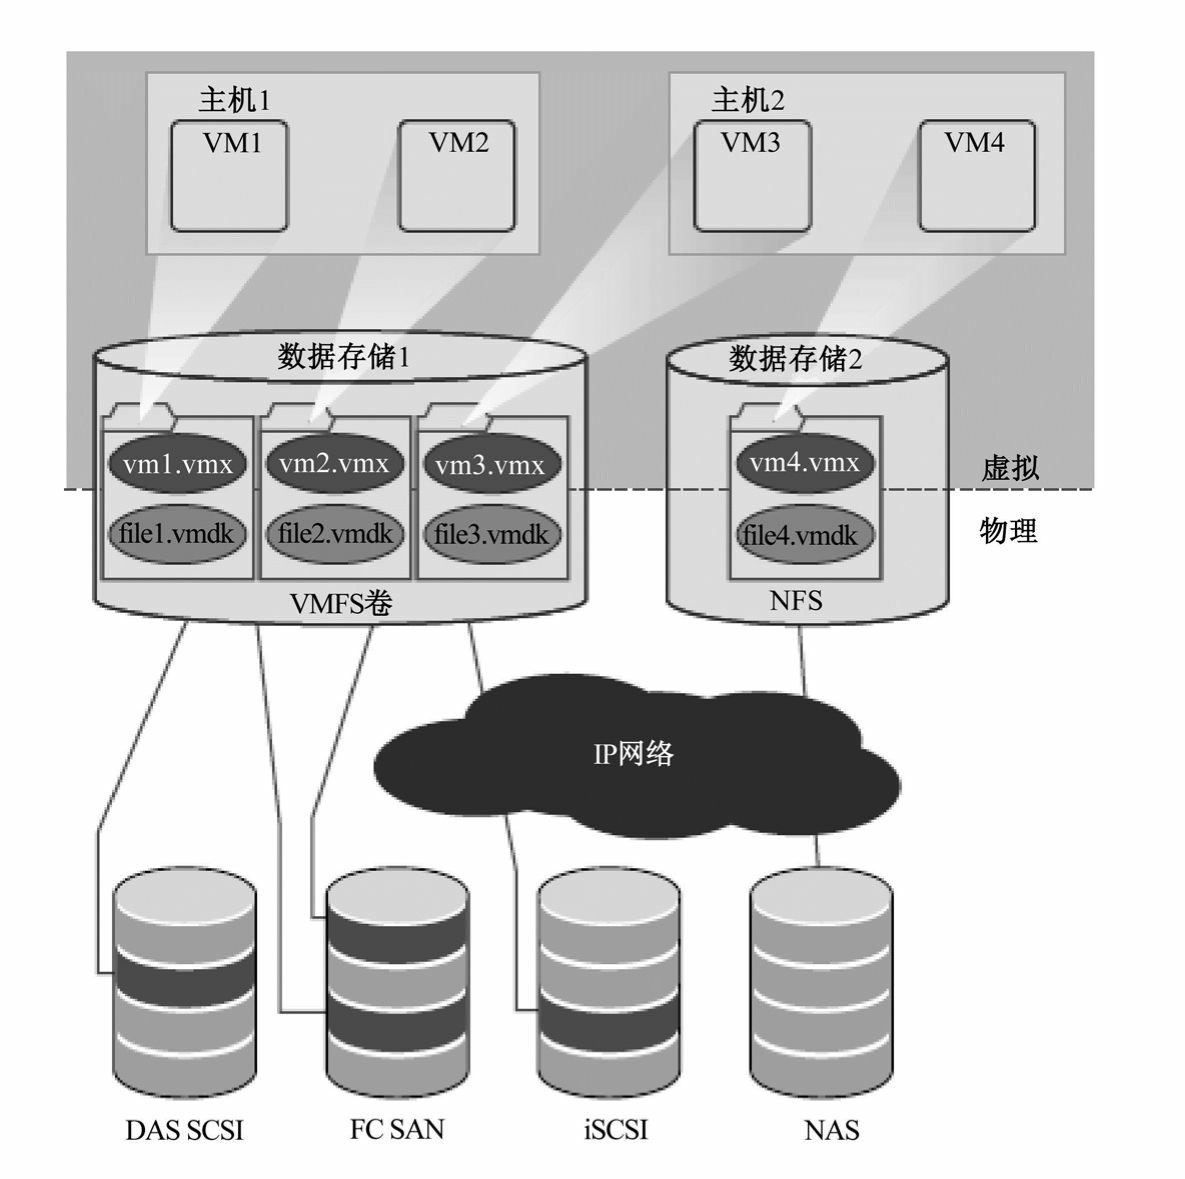 主机1
主机2
VM1
VM2
VM3
VM4
数据存储1
数据存储2
vm1.vmx
vm2.vmx
vm3.vmx
vm4.vmx
虚拟
file1.vmdk
file2.vmdk
file3.vmdk
file4.vmdk
物理
VMFS卷
NFS
IP网络
DAS SCSI
FC SAN
iSCSI
NAS